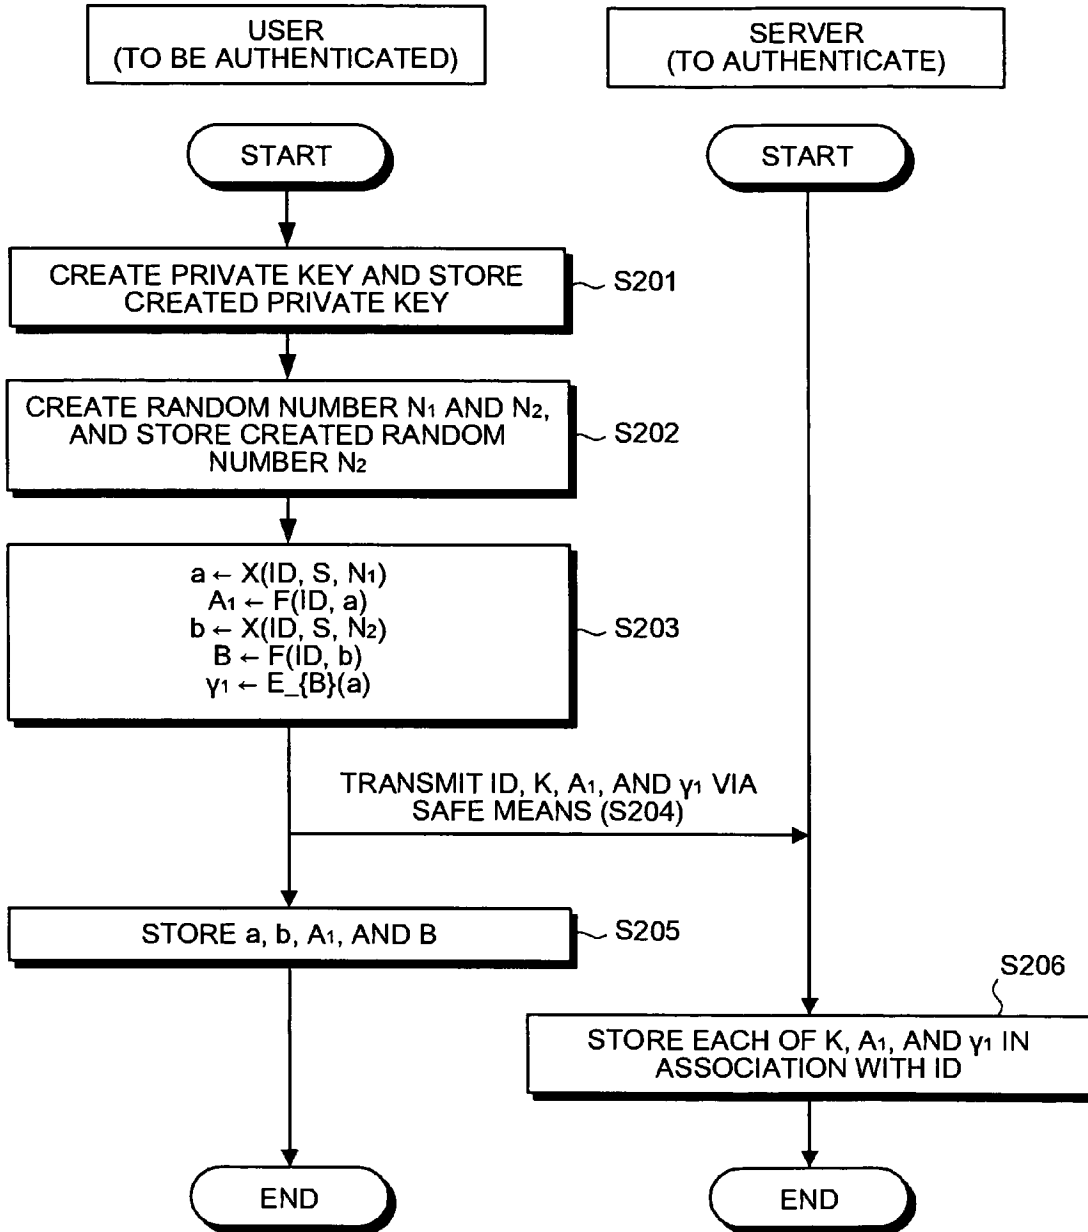 USER
(TO BE AUTHENTICATED)
SERVER
(TO AUTHENTICATE)
START
START
CREATE PRIVATE KEY AND STORE
CREATED PRIVATE KEY
S201
CREATE RANDOM NUMBER N₁ AND N₂,
AND STORE CREATED RANDOM
NUMBER N₂
S202
a ← X(ID, S, N₁)
A₁ ← F(ID, a)
b ← X(ID, S, N₂)
B ← F(ID, b)
γ₁ ← E_{B}(a)
S203
TRANSMIT ID, K, A₁, AND γ₁ VIA
SAFE MEANS (S204)
STORE a, b, A₁, AND B
S205
S206
STORE EACH OF K, A₁, AND γ₁ IN
ASSOCIATION WITH ID
END
END